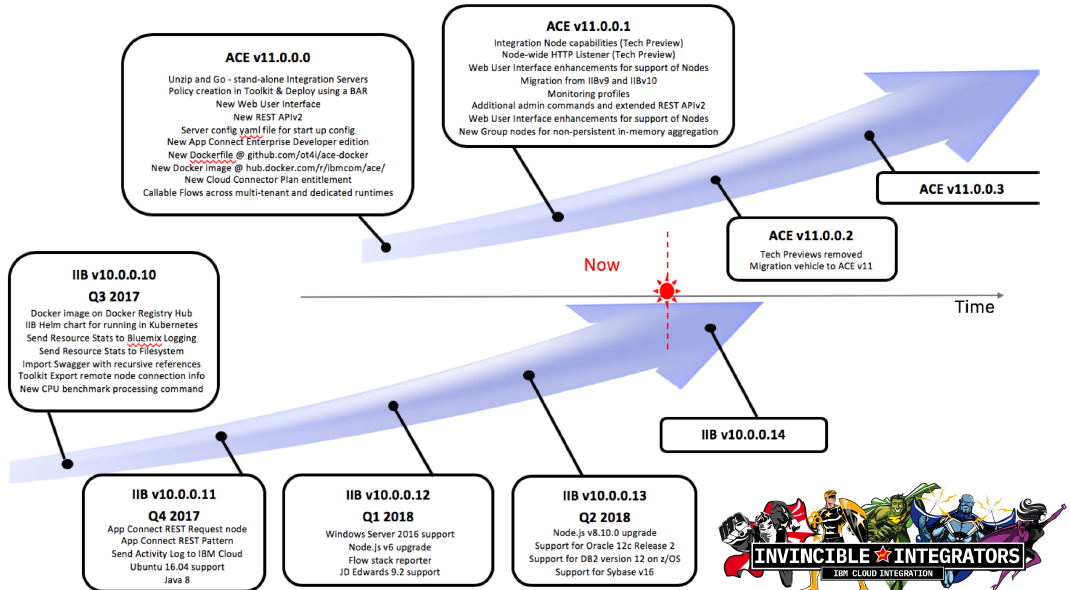 ACE v11.0.0.0
Unzip and Go - stand-alone Integration Servers
Policy creation in Toolkit & Deploy using a BAR
New Web User Interface
New REST APIv2
Server config yaml file for start up config
New App Connect Enterprise Developer edition
New Dockerfile @ github.com/ot4i/ace-docker
New Docker image @ hub.docker.com/r/ibmcom/ace/
New Cloud Connector Plan entitlement
Callable Flows across multi-tenant and dedicated runtimes
ACE v11.0.0.1
Integration Node capabilities (Tech Preview)
Node-wide HTTP Listener (Tech Preview)
Web User Interface enhancements for support of Nodes
Migration from IIBv9 and IIBv10
Monitoring profiles
Additional admin commands and extended REST APIv2
Web User Interface enhancements for support of Nodes
New Group nodes for non-persistent in-memory aggregation
ACE v11.0.0.3
ACE v11.0.0.2
Tech Previews removed
Migration vehicle to ACE v11
Now
Time
IIB v10.0.0.10
Q3 2017
Docker image on Docker Registry Hub
IIB Helm chart for running in Kubernetes
Send Resource Stats to Bluemix Logging
Send Resource Stats to Filesystem
Import Swagger with recursive references
Toolkit Export remote node connection info
New CPU benchmark processing command
IIB v10.0.0.14
IIB v10.0.0.11
Q4 2017
App Connect REST Request node
App Connect REST Pattern
Send Activity Log to IBM Cloud
Ubuntu 16.04 support
Java 8
IIB v10.0.0.12
Q1 2018
Windows Server 2016 support
Node.js v6 upgrade
Flow stack reporter
JD Edwards 9.2 support
IIB v10.0.0.13
Q2 2018
Node.js v8.10.0 upgrade
Support for Oracle 12c Release 2
Support for DB2 version 12 on z/OS
Support for Sybase v16
INVINCIBLE INTEGRATORS
IBM CLOUD INTEGRATION